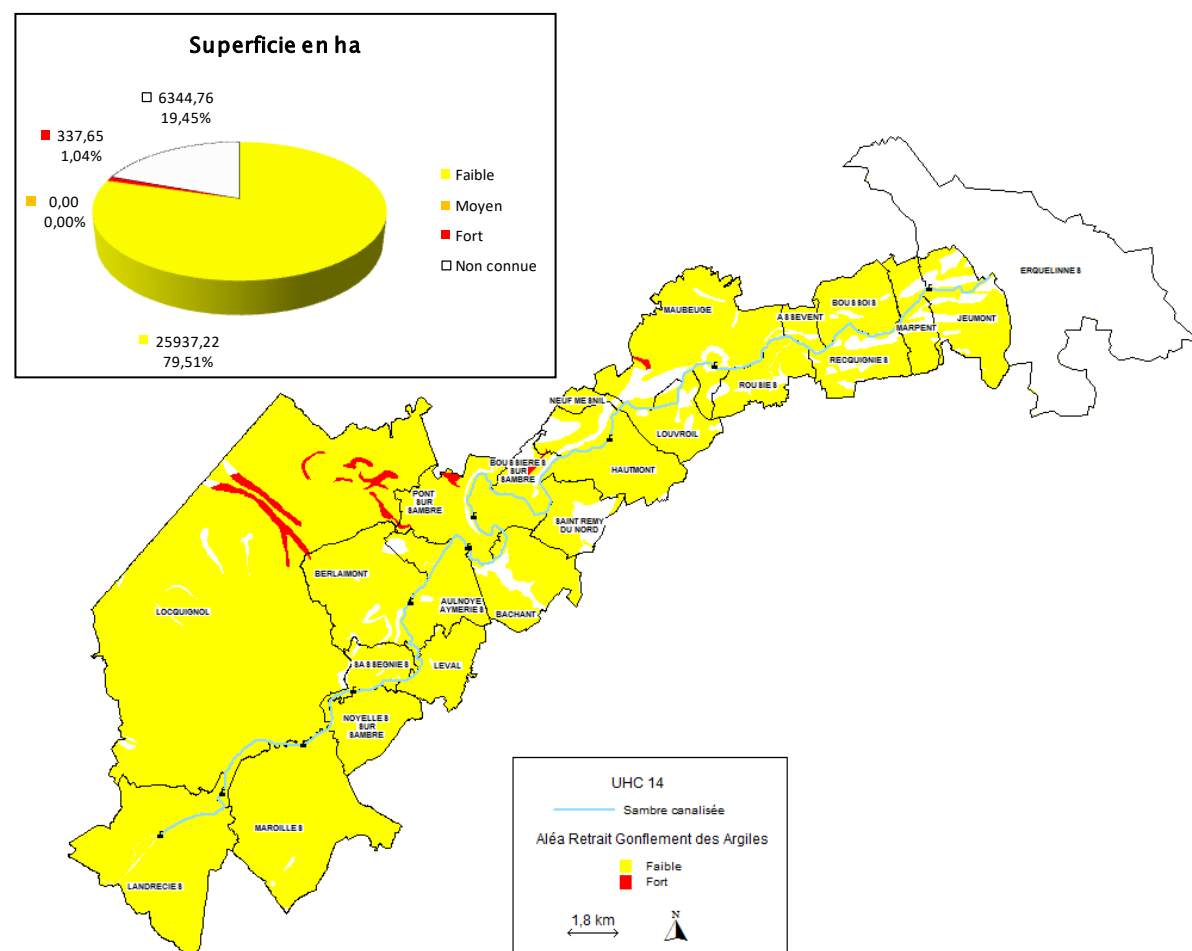 Superficie en ha
6344,76
19,45%
337,65
1,04%
0,00
0,00%
25937,22
79,51%
Faible
Moyen
Fort
Non connue
ERQUELINNES
MAUBEUGE
ASSEVENT
BOUSSOIS
MARPENT
JEUMONT
RECQUIGNIES
ROUSIES
NEUF MESNIL
LOUVROIL
HAUTMONT
BOUSSIERES
SUR
SAMBRE
PONT
SUR
SAMBRE
SAINT REMY
DU NORD
BERLAIMONT
AULNOYE
AYMERIES
BACHANT
LOCQUIGNOL
SASSEGNIES
LEVAL
NOYELLES
SUR
SAMBRE
MAROILLES
LANDRECIES
UHC 14
Sambre canalisée
Aléa Retrait Gonflement des Argiles
Faible
Fort
1,8 km
N